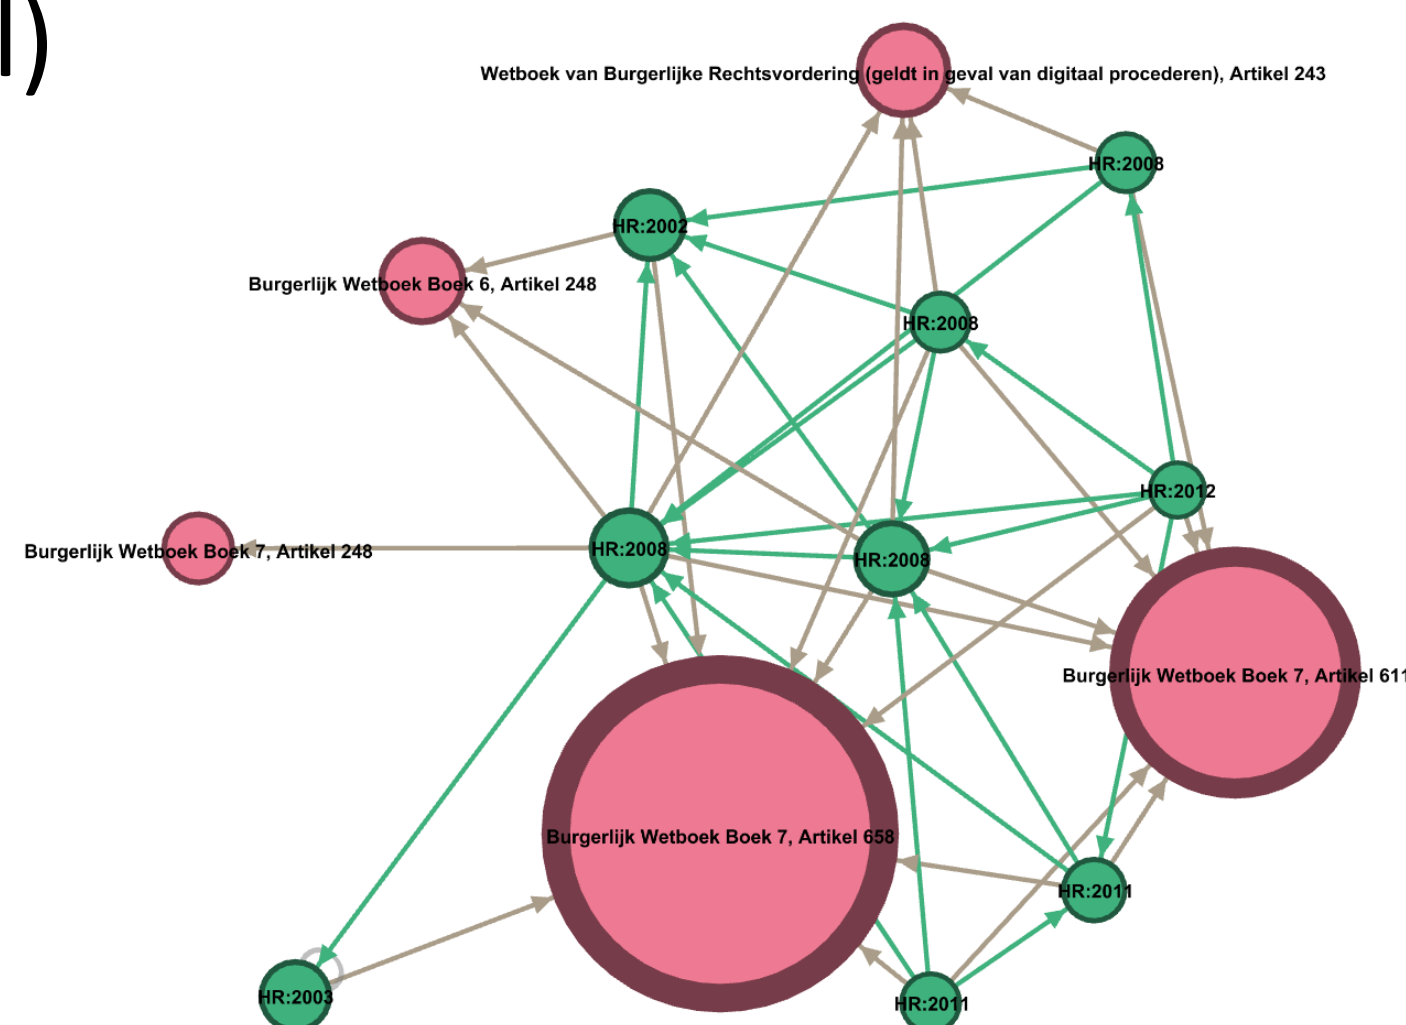 l)
Wetboek van Burgerlijke Rechtsvordering (geldt in geval van digitaal procederen), Artikel 243
HR:2008
HR:2002
Burgerlijk Wetboek Boek 6, Artikel 248
HR:2008
HR:2012
Burgerlijk Wetboek Boek 7, Artikel 248
HR:2008
HR:2008
Burgerlijk Wetboek Boek 7, Artikel 611
Burgerlijk Wetboek Boek 7, Artikel 658
HR:2011
HR:2003
HR:2011